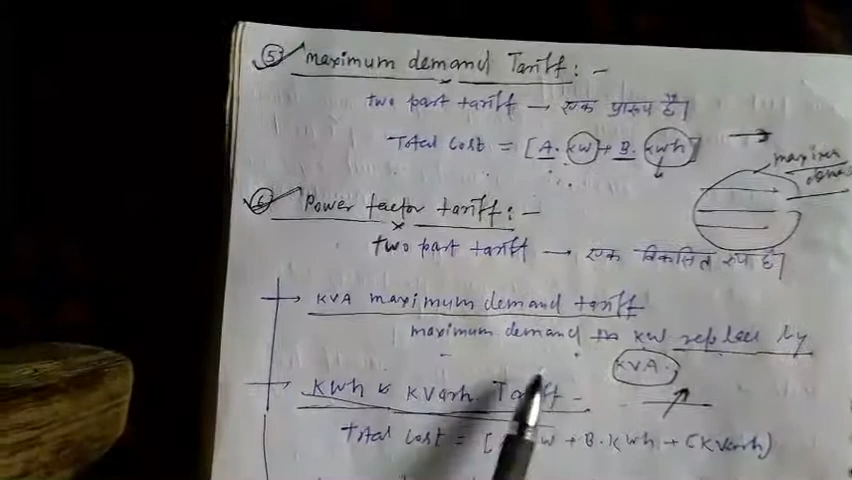 5 maximum demand Tariff : -
two part tariff → एक प्रारूप है।
Total Cost = [A. kW + B. kWh] →
maximum
6 Power factor tariff : -
two part tariff → एक विकसित रूप है।
→ KVA maximum demand tariff
maximum demand in kW replace by
KVA.
→ KWh & KVarh Tariff -
Total Cost = [ W + B. KWh + C KVarh)